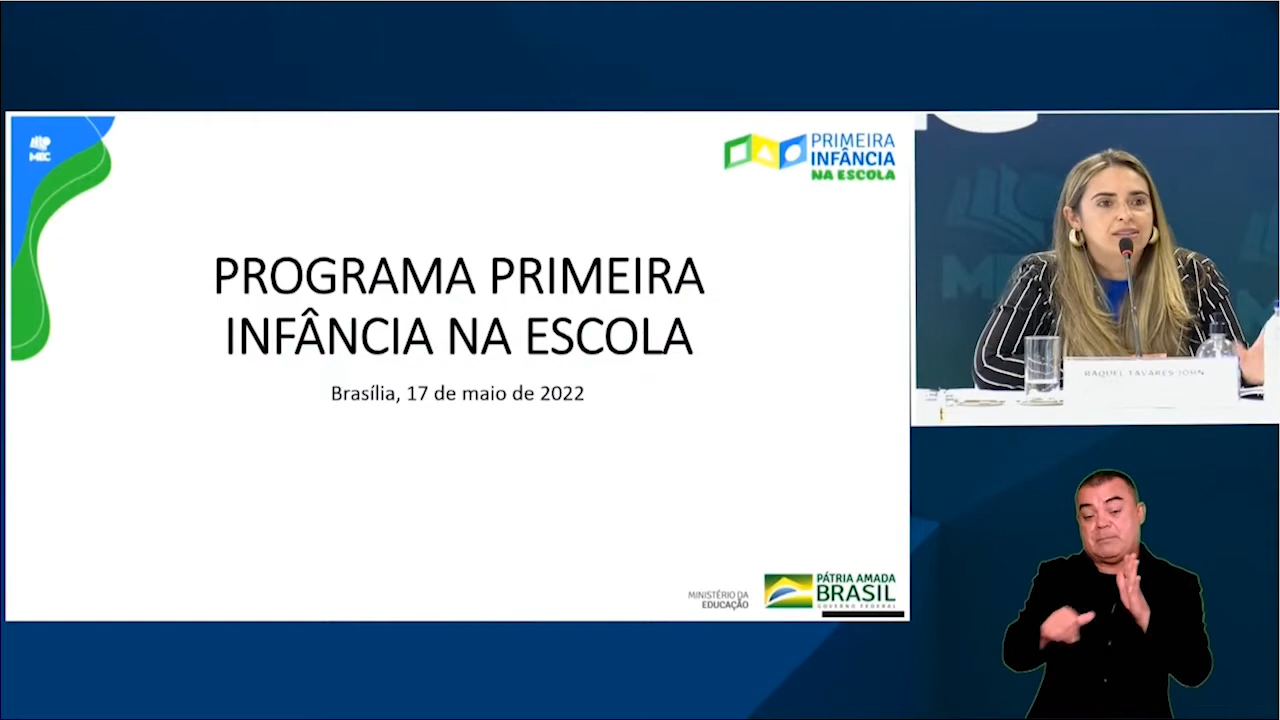 MEC
PRIMEIRA
INFÂNCIA
NA ESCOLA
PROGRAMA PRIMEIRA
INFÂNCIA NA ESCOLA
Brasília, 17 de maio de 2022
MINISTÉRIO DA
EDUCAÇÃO
PÁTRIA AMADA
BRASIL
GOVERNO FEDERAL
RAQUEL TAVARES JOHN